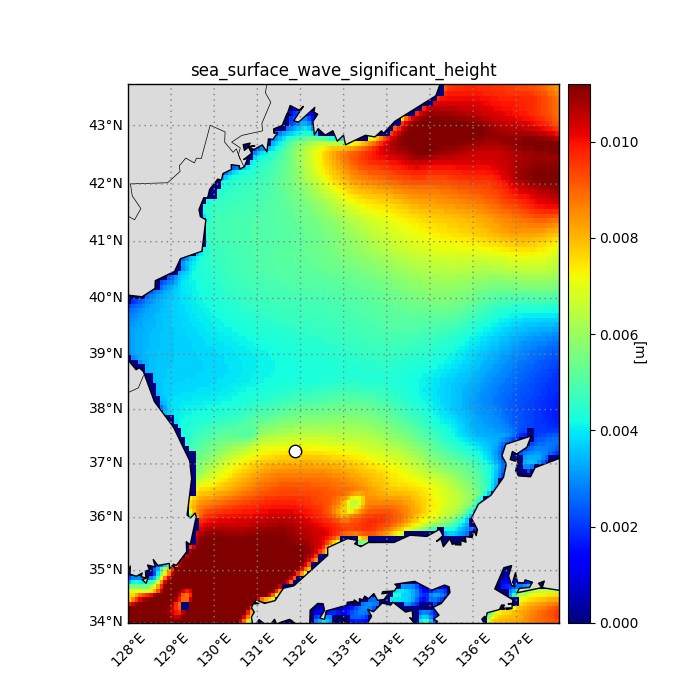 sea_surface_wave_significant_height
43°N
42°N
41°N
40°N
39°N
38°N
37°N
36°N
35°N
34°N
128°E
129°E
130°E
131°E
132°E
133°E
134°E
135°E
136°E
137°E
0.010
0.008
0.006
0.004
0.002
0.000
[m]